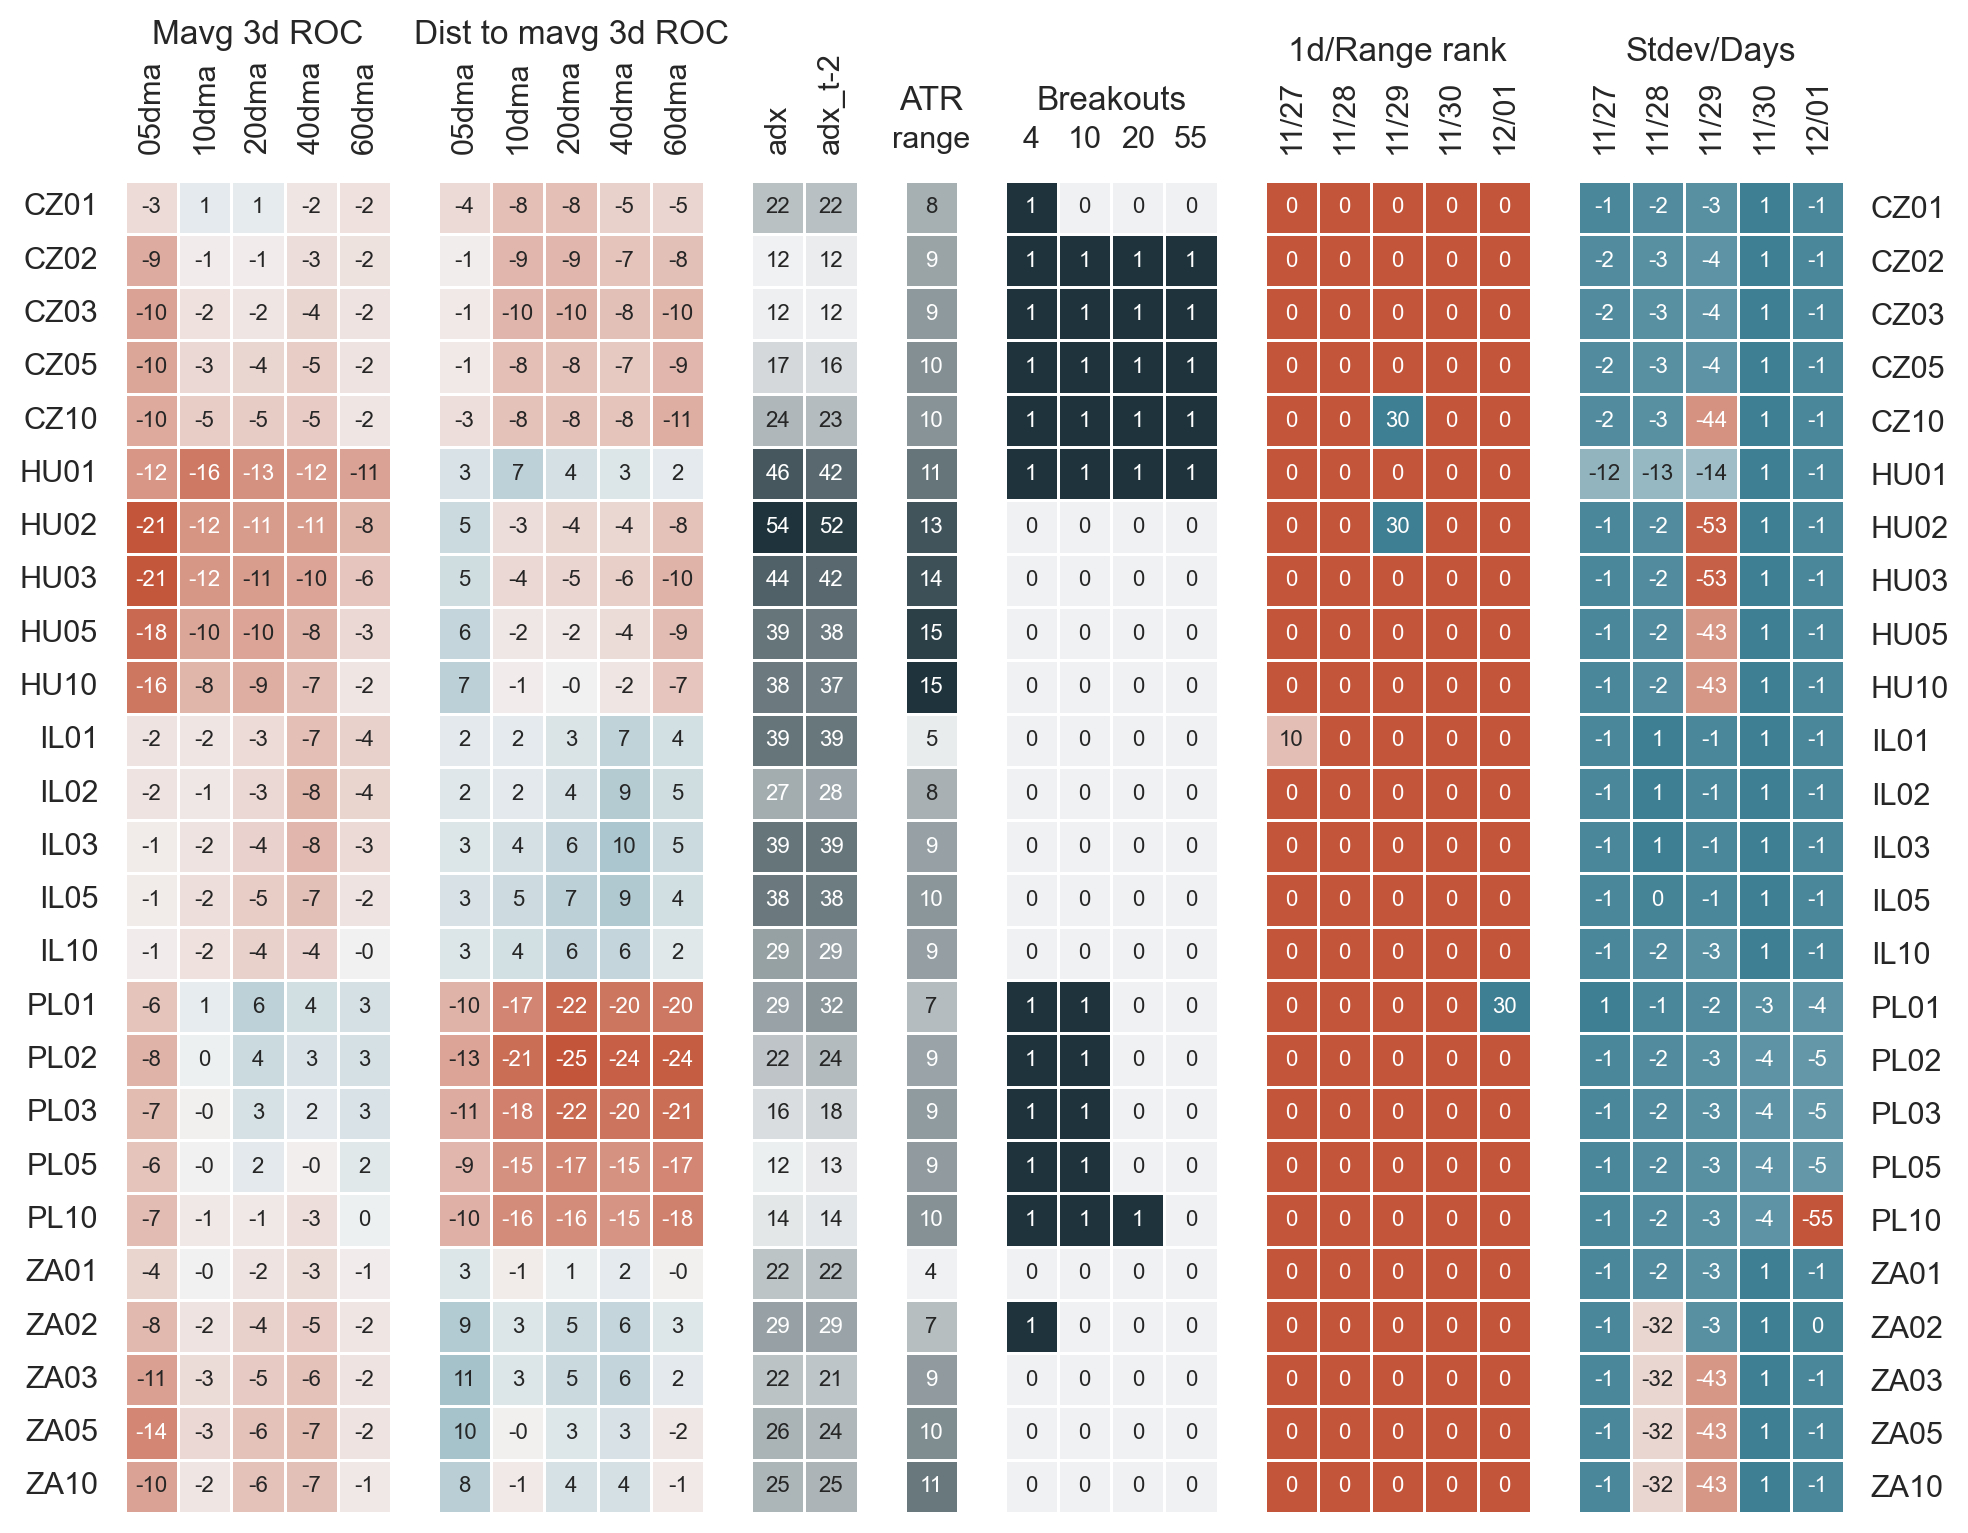 Mavg 3d ROC Dist to mavg 3d ROC 1d/Range rank Stdev/Days
ATR Breakouts
05dma 10dma 20dma 40dma 60dma 05dma 10dma 20dma 40dma 60dma adx adx_t-2 range 4 10 20 55 11/27 11/28 11/29 11/30 12/01 11/27 11/28 11/29 11/30 12/01
CZ01 -3 1 1 -2 -2 -4 -8 -8 -5 -5 22 22 8 1 0 0 0 0 0 0 0 0 -1 -2 -3 1 -1 CZ01
CZ02 -9 -1 -1 -3 -2 -1 -9 -9 -7 -8 12 12 9 1 1 1 1 0 0 0 0 0 -2 -3 -4 1 -1 CZ02
CZ03 -10 -2 -2 -4 -2 -1 -10 -10 -8 -10 12 12 9 1 1 1 1 0 0 0 0 0 -2 -3 -4 1 -1 CZ03
CZ05 -10 -3 -4 -5 -2 -1 -8 -8 -7 -9 17 16 10 1 1 1 1 0 0 0 0 0 -2 -3 -4 1 -1 CZ05
CZ10 -10 -5 -5 -5 -2 -3 -8 -8 -8 -11 24 23 10 1 1 1 1 0 0 30 0 0 -2 -3 -44 1 -1 CZ10
HU01 -12 -16 -13 -12 -11 3 7 4 3 2 46 42 11 1 1 1 1 0 0 0 0 0 -12 -13 -14 1 -1 HU01
HU02 -21 -12 -11 -11 -8 5 -3 -4 -4 -8 54 52 13 0 0 0 0 0 0 30 0 0 -1 -2 -53 1 -1 HU02
HU03 -21 -12 -11 -10 -6 5 -4 -5 -6 -10 44 42 14 0 0 0 0 0 0 0 0 0 -1 -2 -53 1 -1 HU03
HU05 -18 -10 -10 -8 -3 6 -2 -2 -4 -9 39 38 15 0 0 0 0 0 0 0 0 0 -1 -2 -43 1 -1 HU05
HU10 -16 -8 -9 -7 -2 7 -1 -0 -2 -7 38 37 15 0 0 0 0 0 0 0 0 0 -1 -2 -43 1 -1 HU10
IL01 -2 -2 -3 -7 -4 2 2 3 7 4 39 39 5 0 0 0 0 10 0 0 0 0 -1 1 -1 1 -1 IL01
IL02 -2 -1 -3 -8 -4 2 2 4 9 5 27 28 8 0 0 0 0 0 0 0 0 0 -1 1 -1 1 -1 IL02
IL03 -1 -2 -4 -8 -3 3 4 6 10 5 39 39 9 0 0 0 0 0 0 0 0 0 -1 1 -1 1 -1 IL03
IL05 -1 -2 -5 -7 -2 3 5 7 9 4 38 38 10 0 0 0 0 0 0 0 0 0 -1 0 -1 1 -1 IL05
IL10 -1 -2 -4 -4 -0 3 4 6 6 2 29 29 9 0 0 0 0 0 0 0 0 0 -1 -2 -3 1 -1 IL10
PL01 -6 1 6 4 3 -10 -17 -22 -20 -20 29 32 7 1 1 0 0 0 0 0 0 30 1 -1 -2 -3 -4 PL01
PL02 -8 0 4 3 3 -13 -21 -25 -24 -24 22 24 9 1 1 0 0 0 0 0 0 0 -1 -2 -3 -4 -5 PL02
PL03 -7 -0 3 2 3 -11 -18 -22 -20 -21 16 18 9 1 1 0 0 0 0 0 0 0 -1 -2 -3 -4 -5 PL03
PL05 -6 -0 2 -0 2 -9 -15 -17 -15 -17 12 13 9 1 1 0 0 0 0 0 0 0 -1 -2 -3 -4 -5 PL05
PL10 -7 -1 -1 -3 0 -10 -16 -16 -15 -18 14 14 10 1 1 1 0 0 0 0 0 0 -1 -2 -3 -4 -55 PL10
ZA01 -4 -0 -2 -3 -1 3 -1 1 2 -0 22 22 4 0 0 0 0 0 0 0 0 0 -1 -2 -3 1 -1 ZA01
ZA02 -8 -2 -4 -5 -2 9 3 5 6 3 29 29 7 1 0 0 0 0 0 0 0 0 -1 -32 -3 1 0 ZA02
ZA03 -11 -3 -5 -6 -2 11 3 5 6 2 22 21 9 0 0 0 0 0 0 0 0 0 -1 -32 -43 1 -1 ZA03
ZA05 -14 -3 -6 -7 -2 10 -0 3 3 -2 26 24 10 0 0 0 0 0 0 0 0 0 -1 -32 -43 1 -1 ZA05
ZA10 -10 -2 -6 -7 -1 8 -1 4 4 -1 25 25 11 0 0 0 0 0 0 0 0 0 -1 -32 -43 1 -1 ZA10